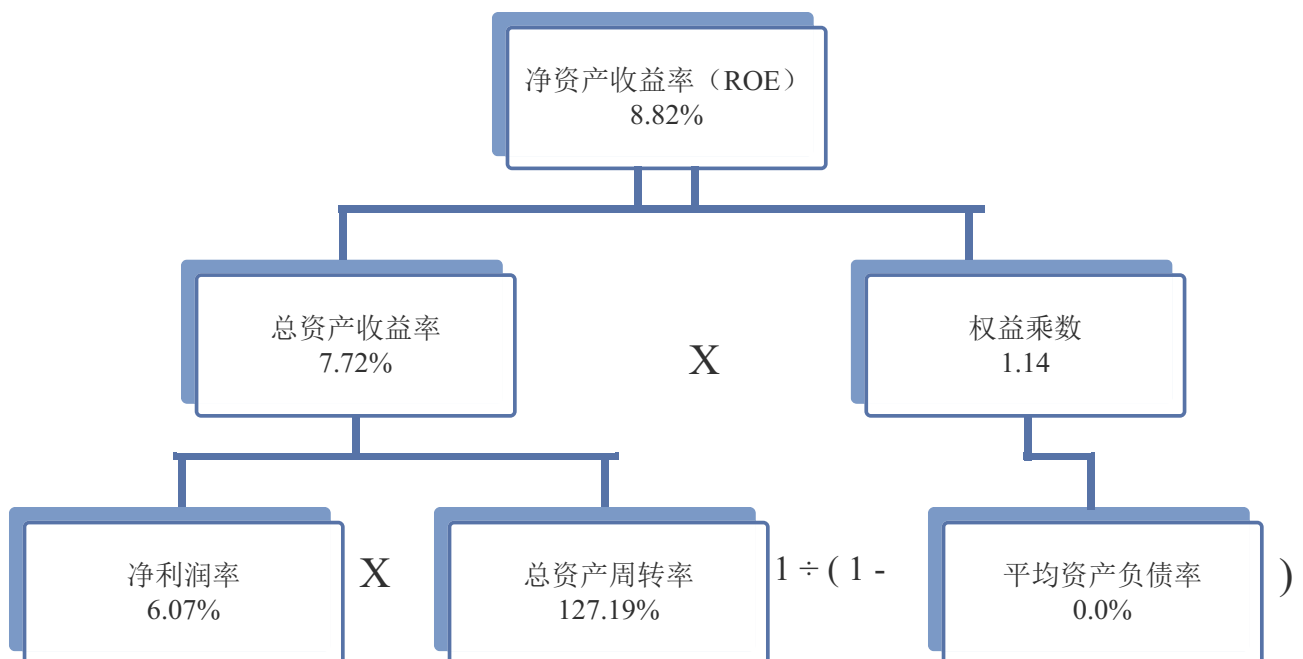 净资产收益率（ROE）
8.82%
总资产收益率
7.72%
X
权益乘数
1.14
净利润率
6.07%
X
总资产周转率
127.19%
1 ÷ ( 1 -
平均资产负债率
0.0%
)